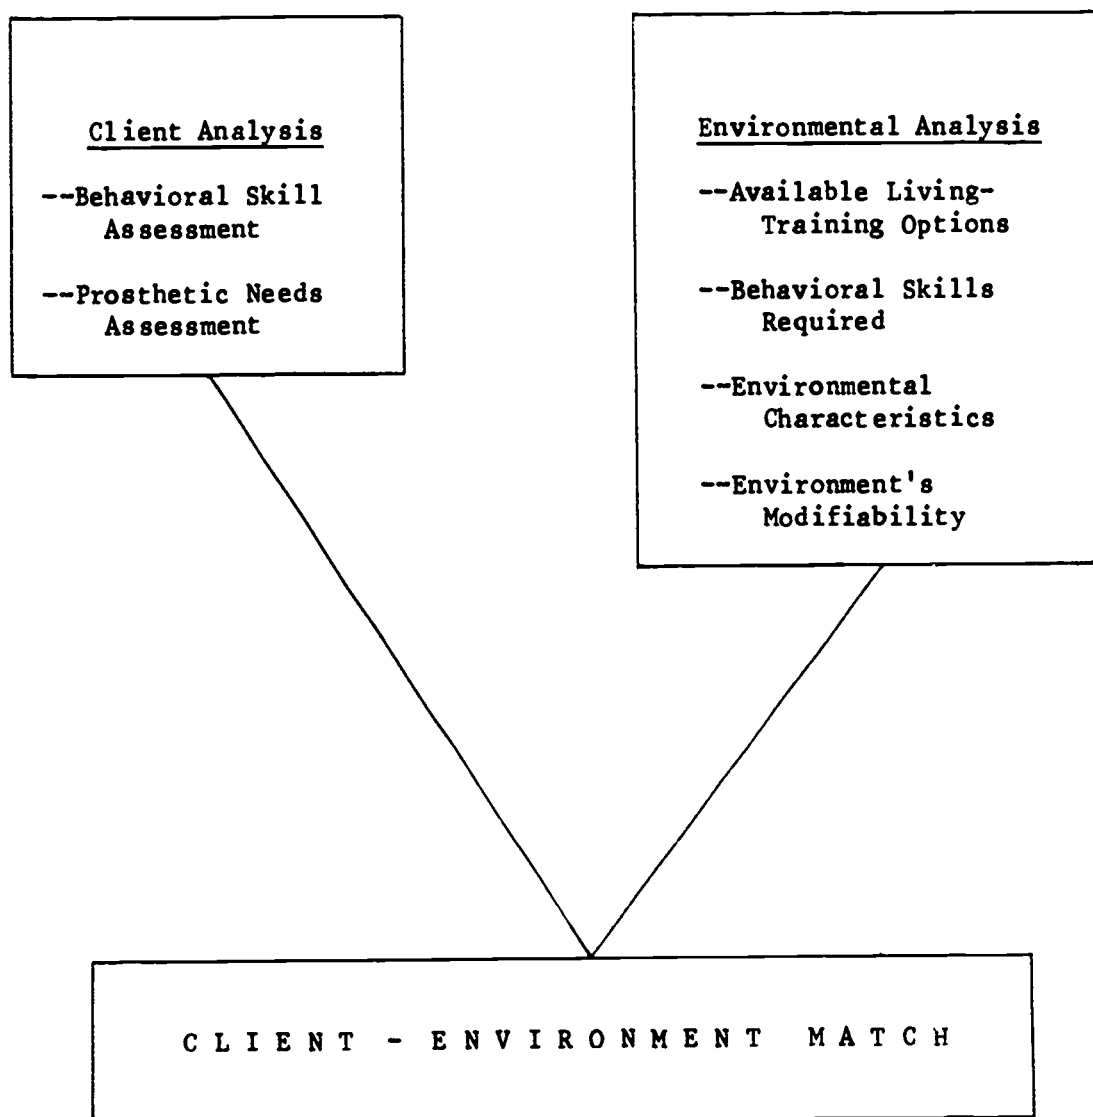 Client Analysis
--Behavioral Skill
Assessment
--Prosthetic Needs
Assessment
Environmental Analysis
--Available Living-
Training Options
--Behavioral Skills
Required
--Environmental
Characteristics
--Environment's
Modifiability
CLIENT - ENVIRONMENT MATCH